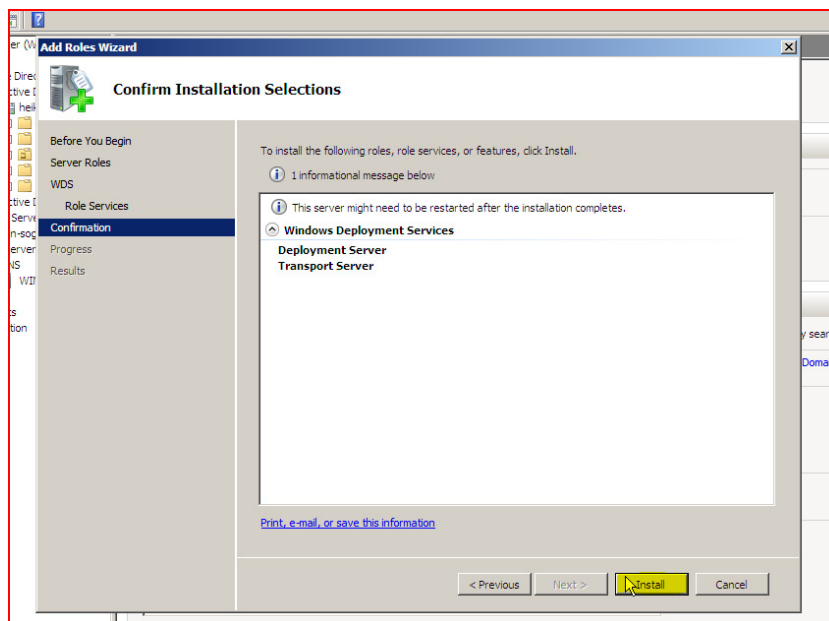 Add Roles Wizard
Confirm Installation Selections
Before You Begin
Server Roles
WDS
Role Services
Confirmation
Progress
Results
To install the following roles, role services, or features, click Install.
1 informational message below
This server might need to be restarted after the installation completes.
Windows Deployment Services
Deployment Server
Transport Server
Print, e-mail, or save this information
< Previous
Next >
Install
Cancel